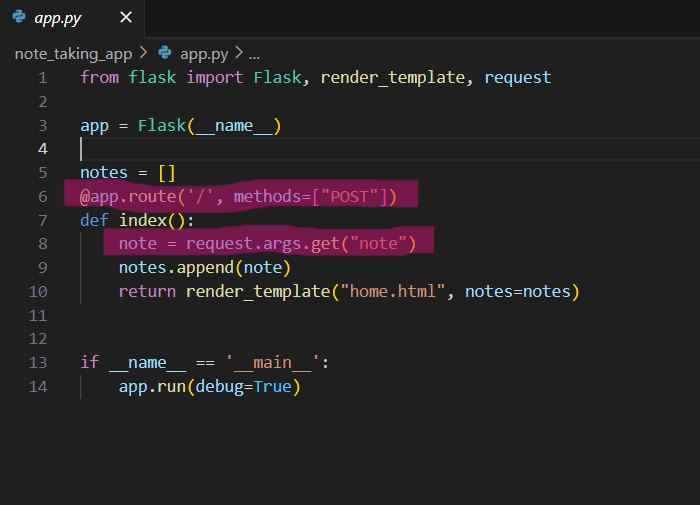 app.py ×
note_taking_app > app.py > ...
1 from flask import Flask, render_template, request
2
3 app = Flask(__name__)
4
5 notes = []
6 @app.route('/', methods=["POST"])
7 def index():
8     note = request.args.get("note")
9     notes.append(note)
10     return render_template("home.html", notes=notes)
11
12
13 if __name__ == '__main__':
14     app.run(debug=True)